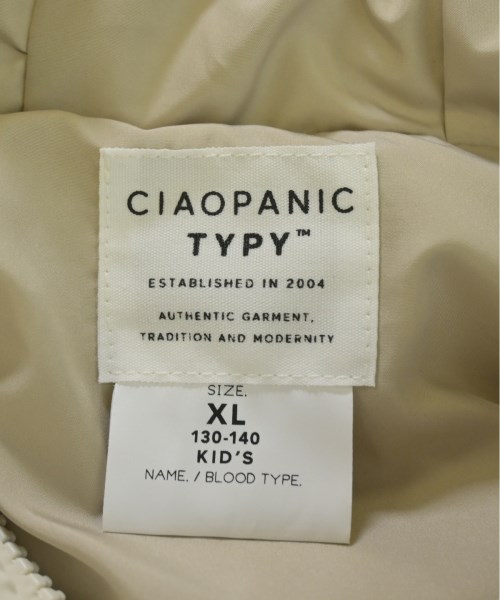 CIAOPANIC
TYPY™
ESTABLISHED IN 2004
AUTHENTIC GARMENT,
TRADITION AND MODERNITY
SIZE.
XL
130-140
KID'S
NAME. / BLOOD TYPE.